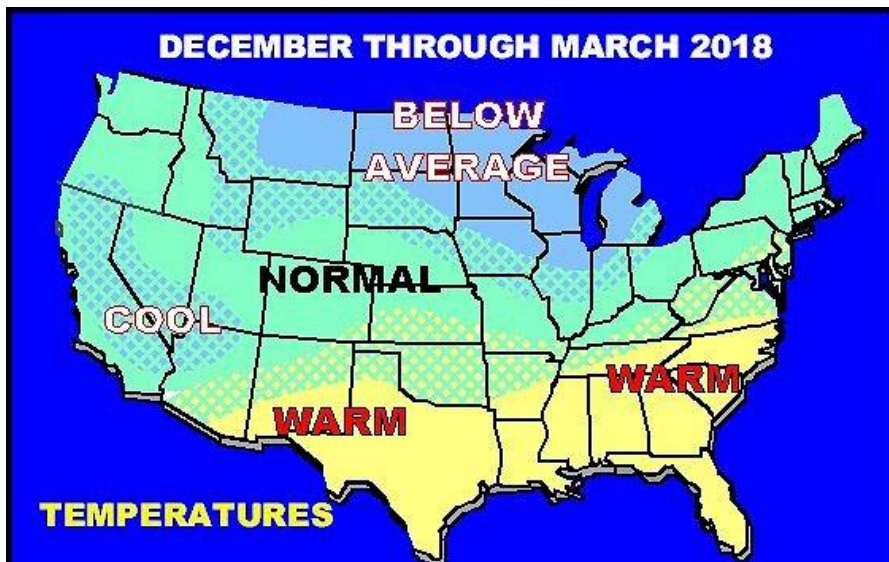 DECEMBER THROUGH MARCH 2018
BELOW
AVERAGE
NORMAL
COOL
WARM
WARM
TEMPERATURES